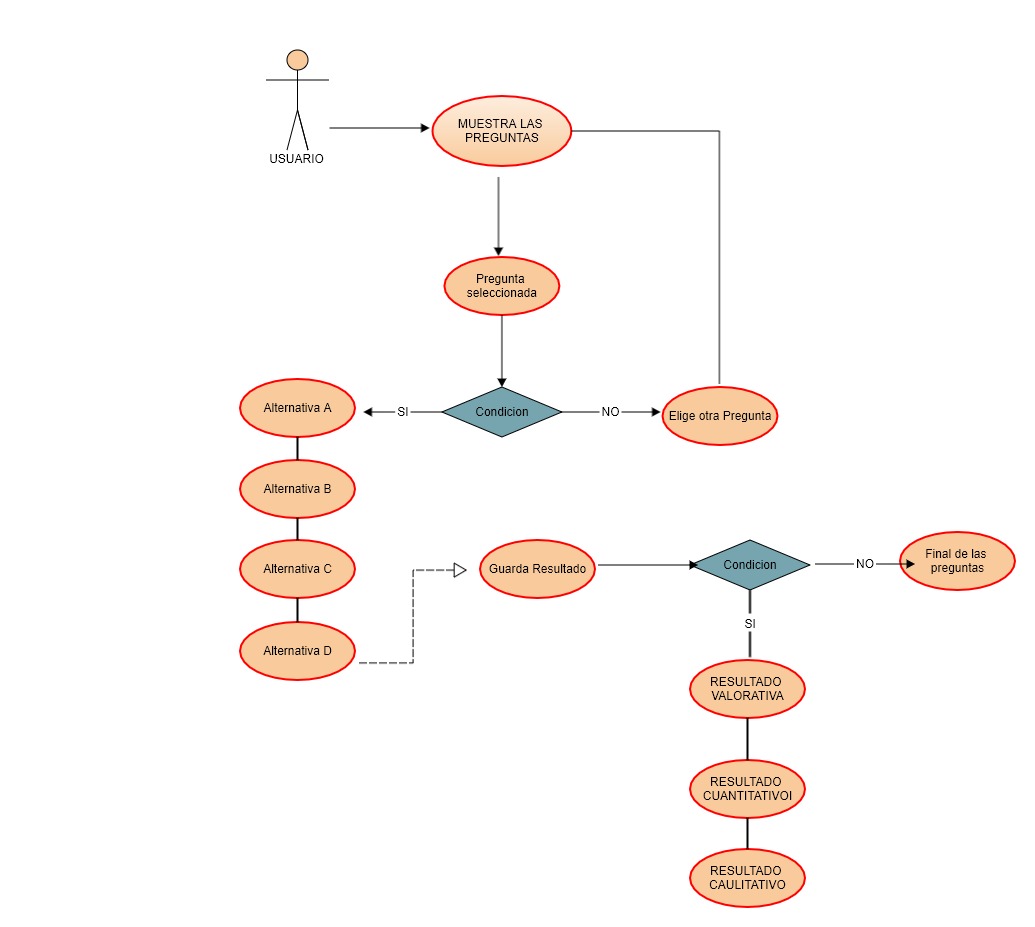 USUARIO
MUESTRA LAS
PREGUNTAS
Pregunta
seleccionada
Condicion
SI
NO
Elige otra Pregunta
Alternativa A
Alternativa B
Alternativa C
Alternativa D
Guarda Resultado
Condicion
NO
Final de las
preguntas
SI
RESULTADO
VALORATIVA
RESULTADO
CUANTITATIVOI
RESULTADO
CAULITATIVO